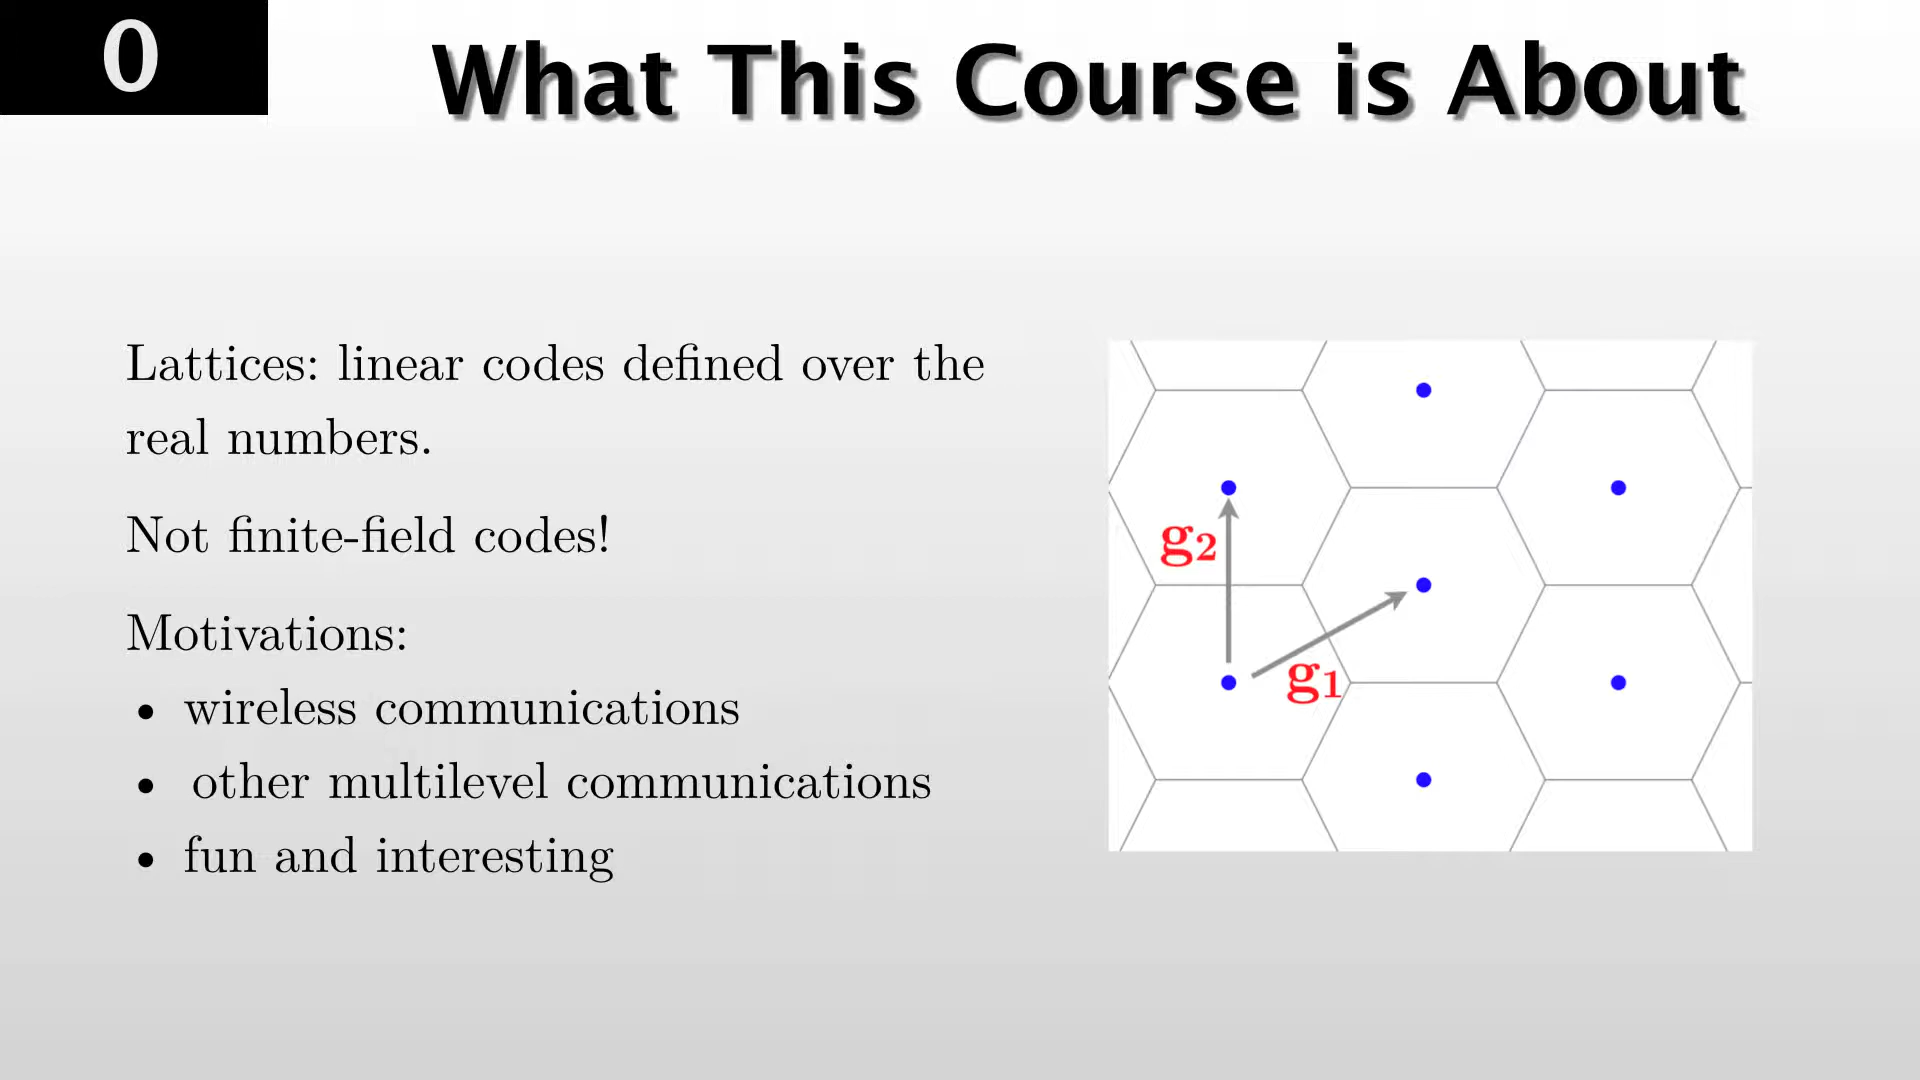 0
What This Course is About
Lattices: linear codes defined over the
real numbers.
Not finite-field codes!
Motivations:
• wireless communications
• other multilevel communications
• fun and interesting
g₂
g₁